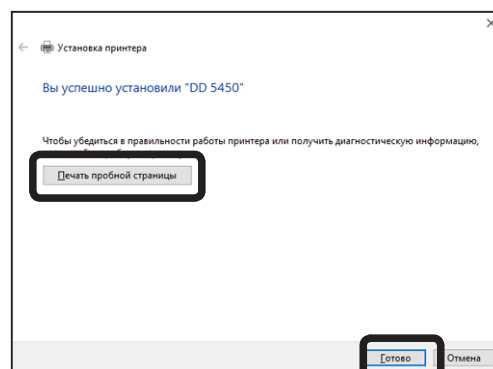 Установка принтера
Вы успешно установили "DD 5450"
Чтобы убедиться в правильности работы принтера или получить диагностическую информацию,
Печать пробной страницы
Готово
Отмена